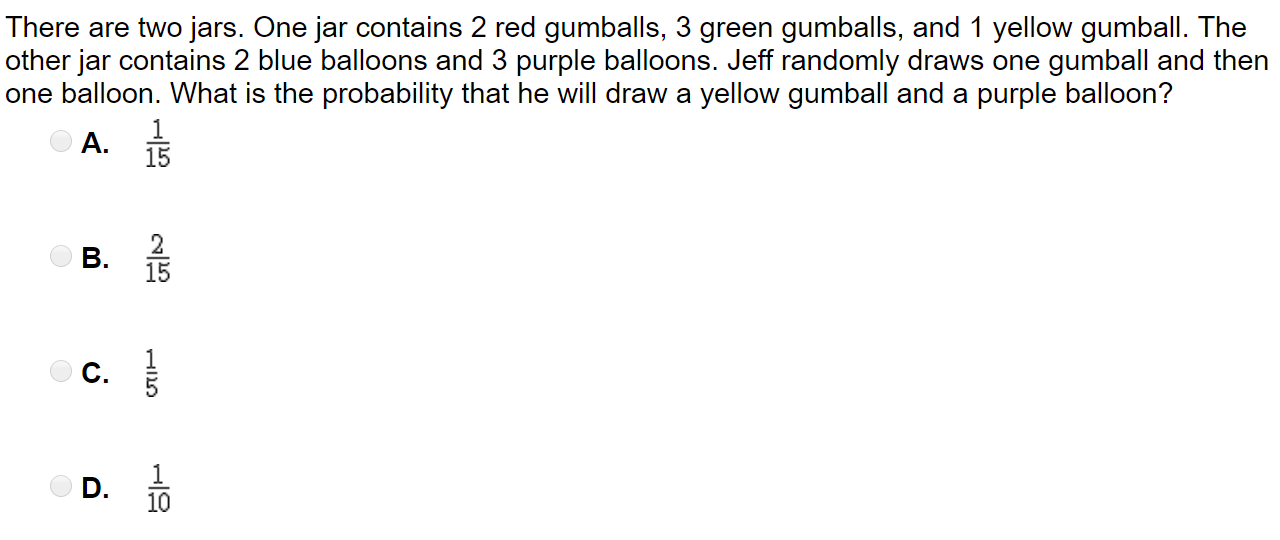 There are two jars. One jar contains 2 red gumballs, 3 green gumballs, and 1 yellow gumball. The
other jar contains 2 blue balloons and 3 purple balloons. Jeff randomly draws one gumball and then
one balloon. What is the probability that he will draw a yellow gumball and a purple balloon?
A. 1/15
B. 2/15
C. 1/5
D. 1/10